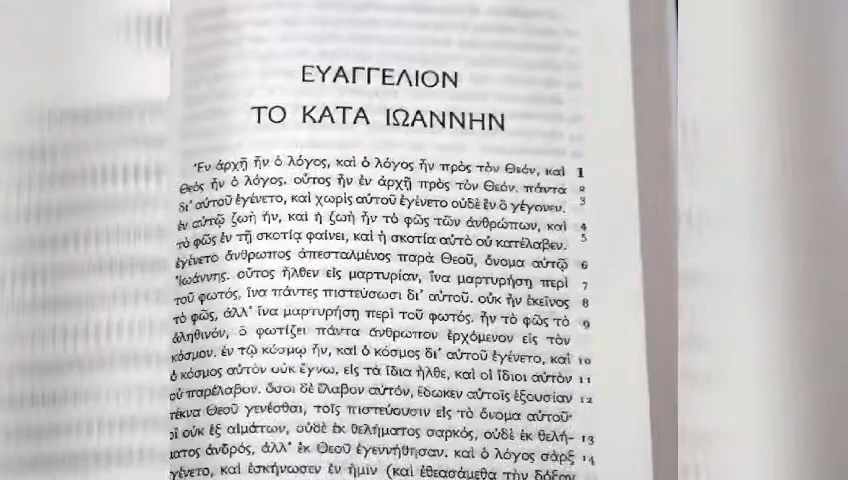 ΕΥΑΓΓΕΛΙΟΝ
ΤΟ ΚΑΤΑ ΙΩΑΝΝΗΝ
Ἐν ἀρχῇ ἦν ὁ λόγος, καὶ ὁ λόγος ἦν πρὸς τὸν Θεόν, καὶ 1
Θεὸς ἦν ὁ λόγος. οὗτος ἦν ἐν ἀρχῇ πρὸς τὸν Θεόν. πάντα 2
δι᾽ αὐτοῦ ἐγένετο, καὶ χωρὶς αὐτοῦ ἐγένετο οὐδὲ ἓν ὃ γέγονεν. 3
ἐν αὐτῷ ζωὴ ἦν, καὶ ἡ ζωὴ ἦν τὸ φῶς τῶν ἀνθρώπων, καὶ 4
τὸ φῶς ἐν τῇ σκοτίᾳ φαίνει, καὶ ἡ σκοτία αὐτὸ οὐ κατέλαβεν. 5
ἐγένετο ἄνθρωπος ἀπεσταλμένος παρὰ Θεοῦ, ὄνομα αὐτῷ 6
Ἰωάννης. οὗτος ἦλθεν εἰς μαρτυρίαν, ἵνα μαρτυρήσῃ περὶ 7
τοῦ φωτός, ἵνα πάντες πιστεύσωσι δι᾽ αὐτοῦ. οὐκ ἦν ἐκεῖνος 8
τὸ φῶς, ἀλλ᾽ ἵνα μαρτυρήσῃ περὶ τοῦ φωτός. ἦν τὸ φῶς τὸ 9
ἀληθινόν, ὃ φωτίζει πάντα ἄνθρωπον ἐρχόμενον εἰς τὸν
κόσμον. ἐν τῷ κόσμῳ ἦν, καὶ ὁ κόσμος δι᾽ αὐτοῦ ἐγένετο, καὶ 10
ὁ κόσμος αὐτὸν οὐκ ἔγνω. εἰς τὰ ἴδια ἦλθε, καὶ οἱ ἴδιοι αὐτὸν 11
οὐ παρέλαβον. ὅσοι δὲ ἔλαβον αὐτόν, ἔδωκεν αὐτοῖς ἐξουσίαν 12
τέκνα Θεοῦ γενέσθαι, τοῖς πιστεύουσιν εἰς τὸ ὄνομα αὐτοῦ·
οἳ οὐκ ἐξ αἱμάτων, οὐδὲ ἐκ θελήματος σαρκός, οὐδὲ ἐκ θελή- 13
ματος ἀνδρός, ἀλλ᾽ ἐκ Θεοῦ ἐγεννήθησαν. καὶ ὁ λόγος σὰρξ 14
ἐγένετο, καὶ ἐσκήνωσεν ἐν ἡμῖν (καὶ ἐθεασάμεθα τὴν δόξαν